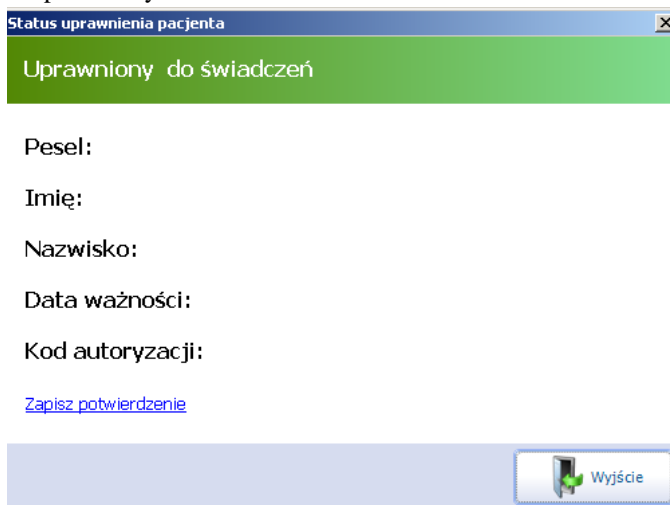 Status uprawnienia pacjenta
Uprawniony do świadczeń
Pesel:
Imię:
Nazwisko:
Data ważności:
Kod autoryzacji:
Zapisz potwierdzenie
Wyjście